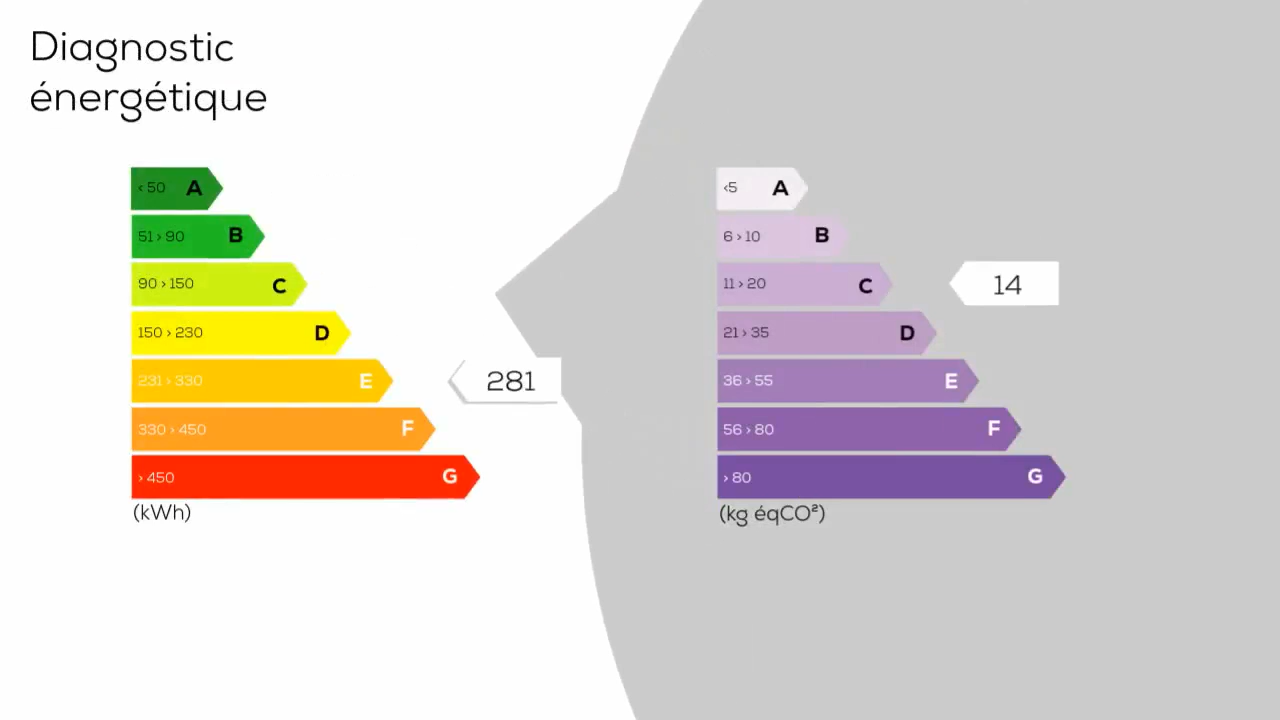 Diagnostic
énergétique
< 50 A
51 > 90 B
90 > 150 C
150 > 230 D
231 > 330 E
281
330 > 450 F
> 450 G
(kWh)
<5 A
6 > 10 B
11 > 20 C
14
21 > 35 D
36 > 55 E
56 > 80 F
> 80 G
(kg éqCO²)